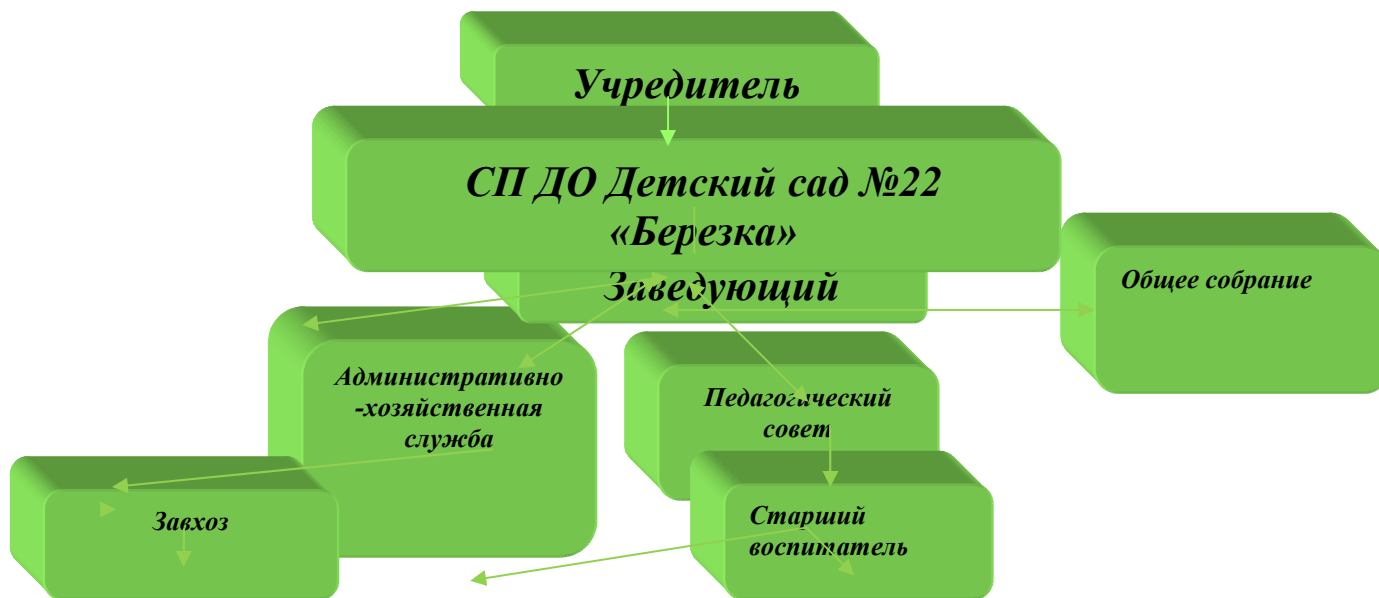 Учредитель
СП ДО Детский сад №22
«Березка»
Заведующий
Общее собрание
Административно
-хозяйственная
служба
Педагогический
совет
Завхоз
Старший
воспитатель